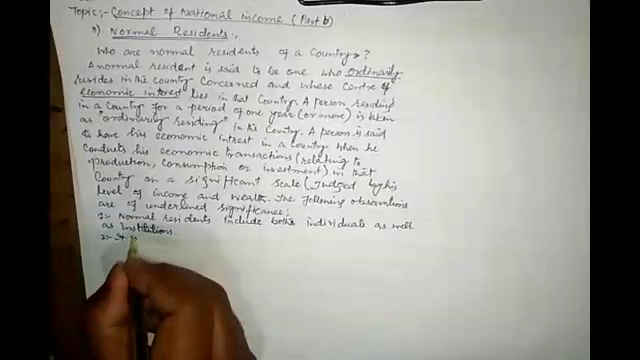 Topic:- Concept of National income (Part b)
Normal Residents:,
Who are normal residents of a Country?
A normal resident is said to be one who ordinarily
resides in the country Concerned and whose centre of
economic interest lies in that Country. A person residing
in a Country for a period of one year (or more) is taken
as "ordinarily residing" in the Country. A person is said
to have his economic interest in a country when he
Conducts his economic transactions (relating to
production, Consumption or investment) in that
Country on a significant scale (Judged by his
level of income and wealth. The following observations
are of underlined significance;
1:- Normal residents include both individuals as well
as Institutions.
2:- It